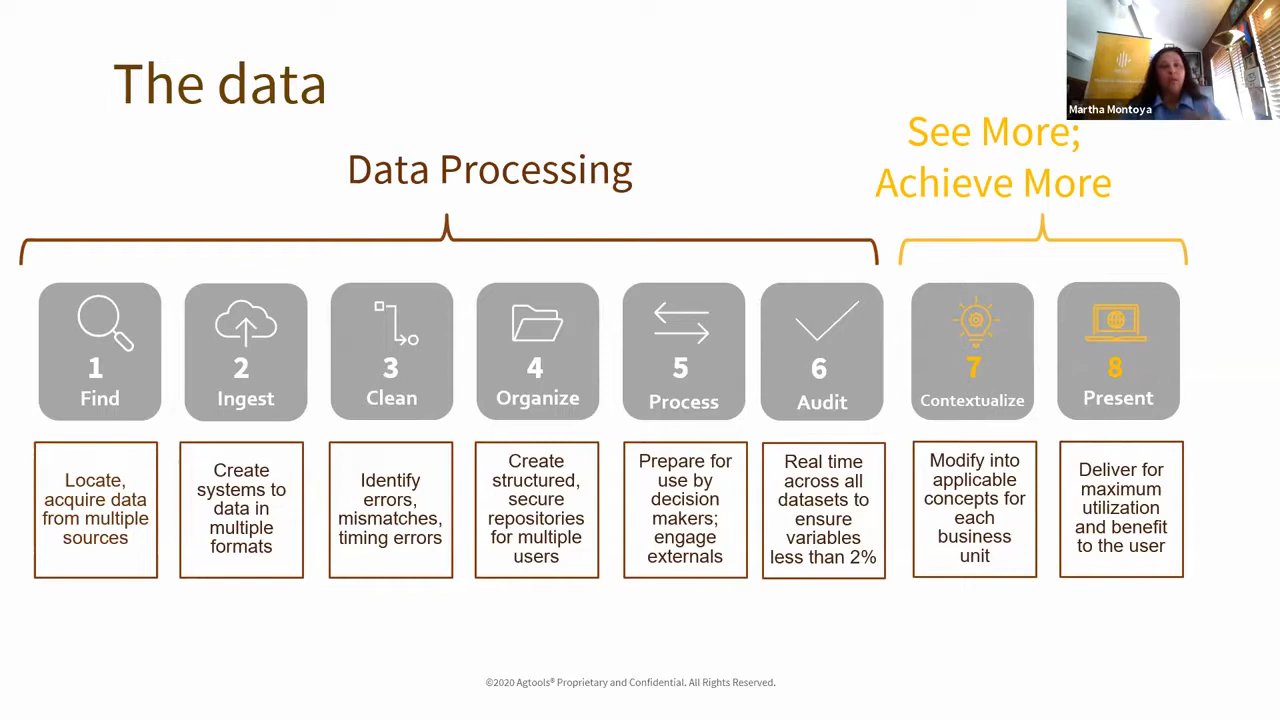 The data
Martha Montoya
See More;
Achieve More
Data Processing
1
Find
2
Ingest
3
Clean
4
Organize
5
Process
6
Audit
7
Contextualize
8
Present
Locate,
acquire data
from multiple
sources
Create
systems to
data in
multiple
formats
Identify
errors,
mismatches,
timing errors
Create
structured,
secure
repositories
for multiple
users
Prepare for
use by
decision
makers;
engage
externals
Real time
across all
datasets to
ensure
variables
less than 2%
Modify into
applicable
concepts for
each
business
unit
Deliver for
maximum
utilization
and benefit
to the user
©2020 Agtools® Proprietary and Confidential. All Rights Reserved.